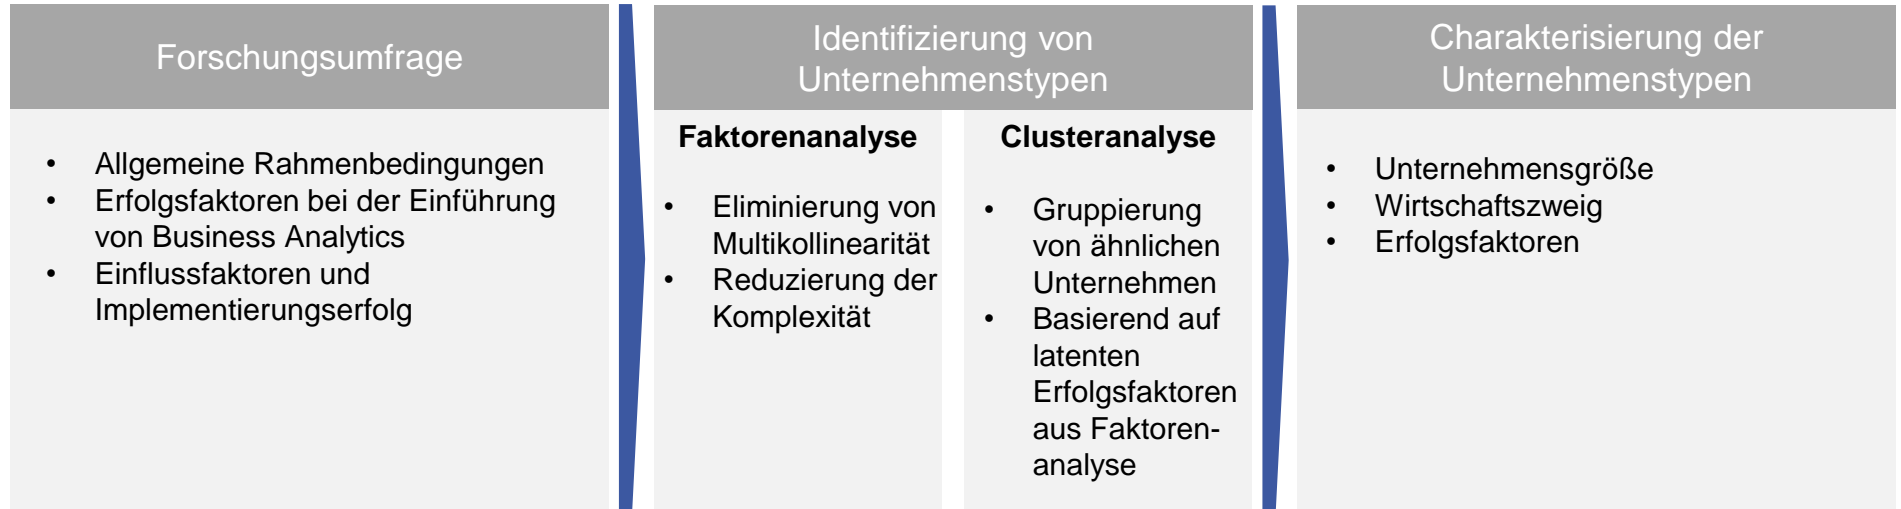 Forschungsumfrage
• Allgemeine Rahmenbedingungen
• Erfolgsfaktoren bei der Einführung
von Business Analytics
• Einflussfaktoren und
Implementierungserfolg
Identifizierung von
Unternehmenstypen
Faktorenanalyse
• Eliminierung von
Multikollinearität
• Reduzierung der
Komplexität
Clusteranalyse
• Gruppierung
von ähnlichen
Unternehmen
• Basierend auf
latenten
Erfolgsfaktoren
aus Faktoren-
analyse
Charakterisierung der
Unternehmenstypen
• Unternehmensgröße
• Wirtschaftszweig
• Erfolgsfaktoren